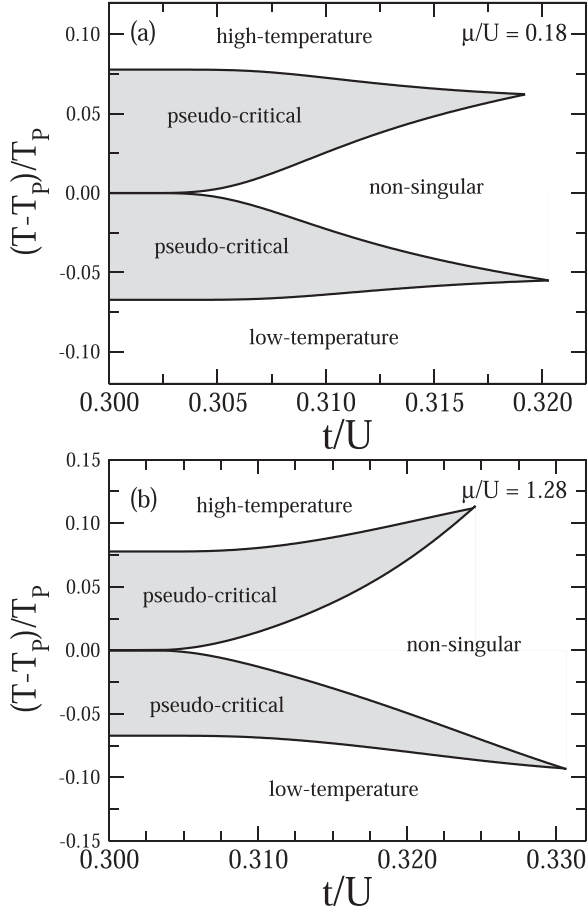 (a)
high-temperature
μ/U = 0.18
0.10
pseudo-critical
0.05
non-singular
0.00
(T-T_P)/T_P
pseudo-critical
-0.05
low-temperature
-0.10
0.300 0.305 0.310 0.315 0.320
t/U
0.15
(b)
μ/U = 1.28
high-temperature
0.10
pseudo-critical
0.05
non-singular
0.00
(T-T_P)/T_P
pseudo-critical
-0.05
low-temperature
-0.10
-0.15
0.300 0.310 0.320 0.330
t/U